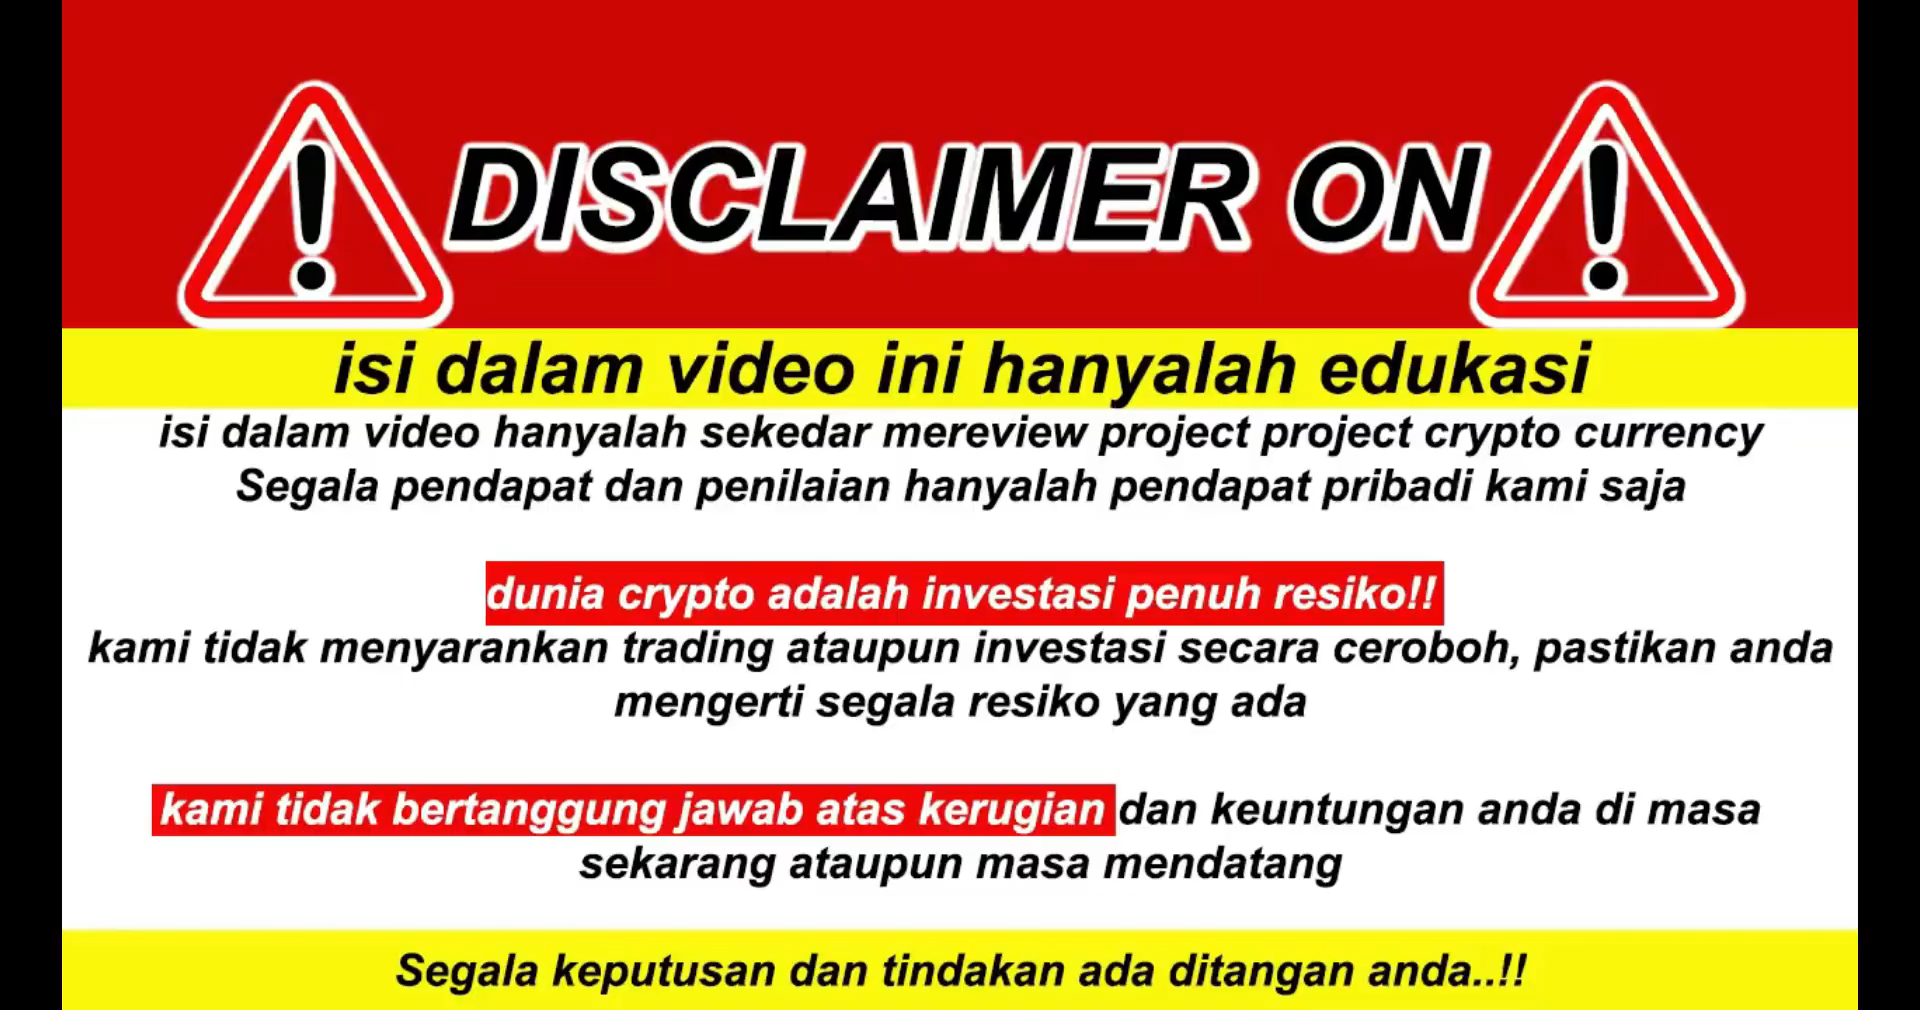 DISCLAIMER ON
isi dalam video ini hanyalah edukasi
isi dalam video hanyalah sekedar mereview project project crypto currency
Segala pendapat dan penilaian hanyalah pendapat pribadi kami saja
dunia crypto adalah investasi penuh resiko!!
kami tidak menyarankan trading ataupun investasi secara ceroboh, pastikan anda
mengerti segala resiko yang ada
kami tidak bertanggung jawab atas kerugian dan keuntungan anda di masa
sekarang ataupun masa mendatang
Segala keputusan dan tindakan ada ditangan anda..!!